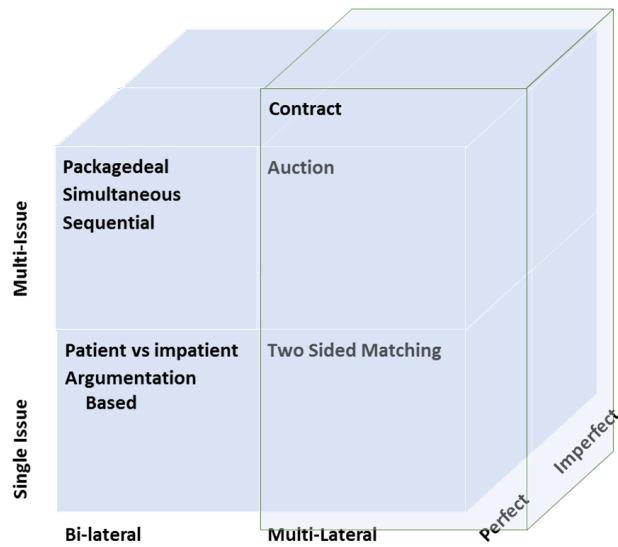 Contract
Packagedeal
Simultaneous
Sequential
Auction
Multi-Issue
Patient vs impatient
Argumentation
Based
Two Sided Matching
Single Issue
Bi-lateral
Multi-Lateral
Perfect
Imperfect